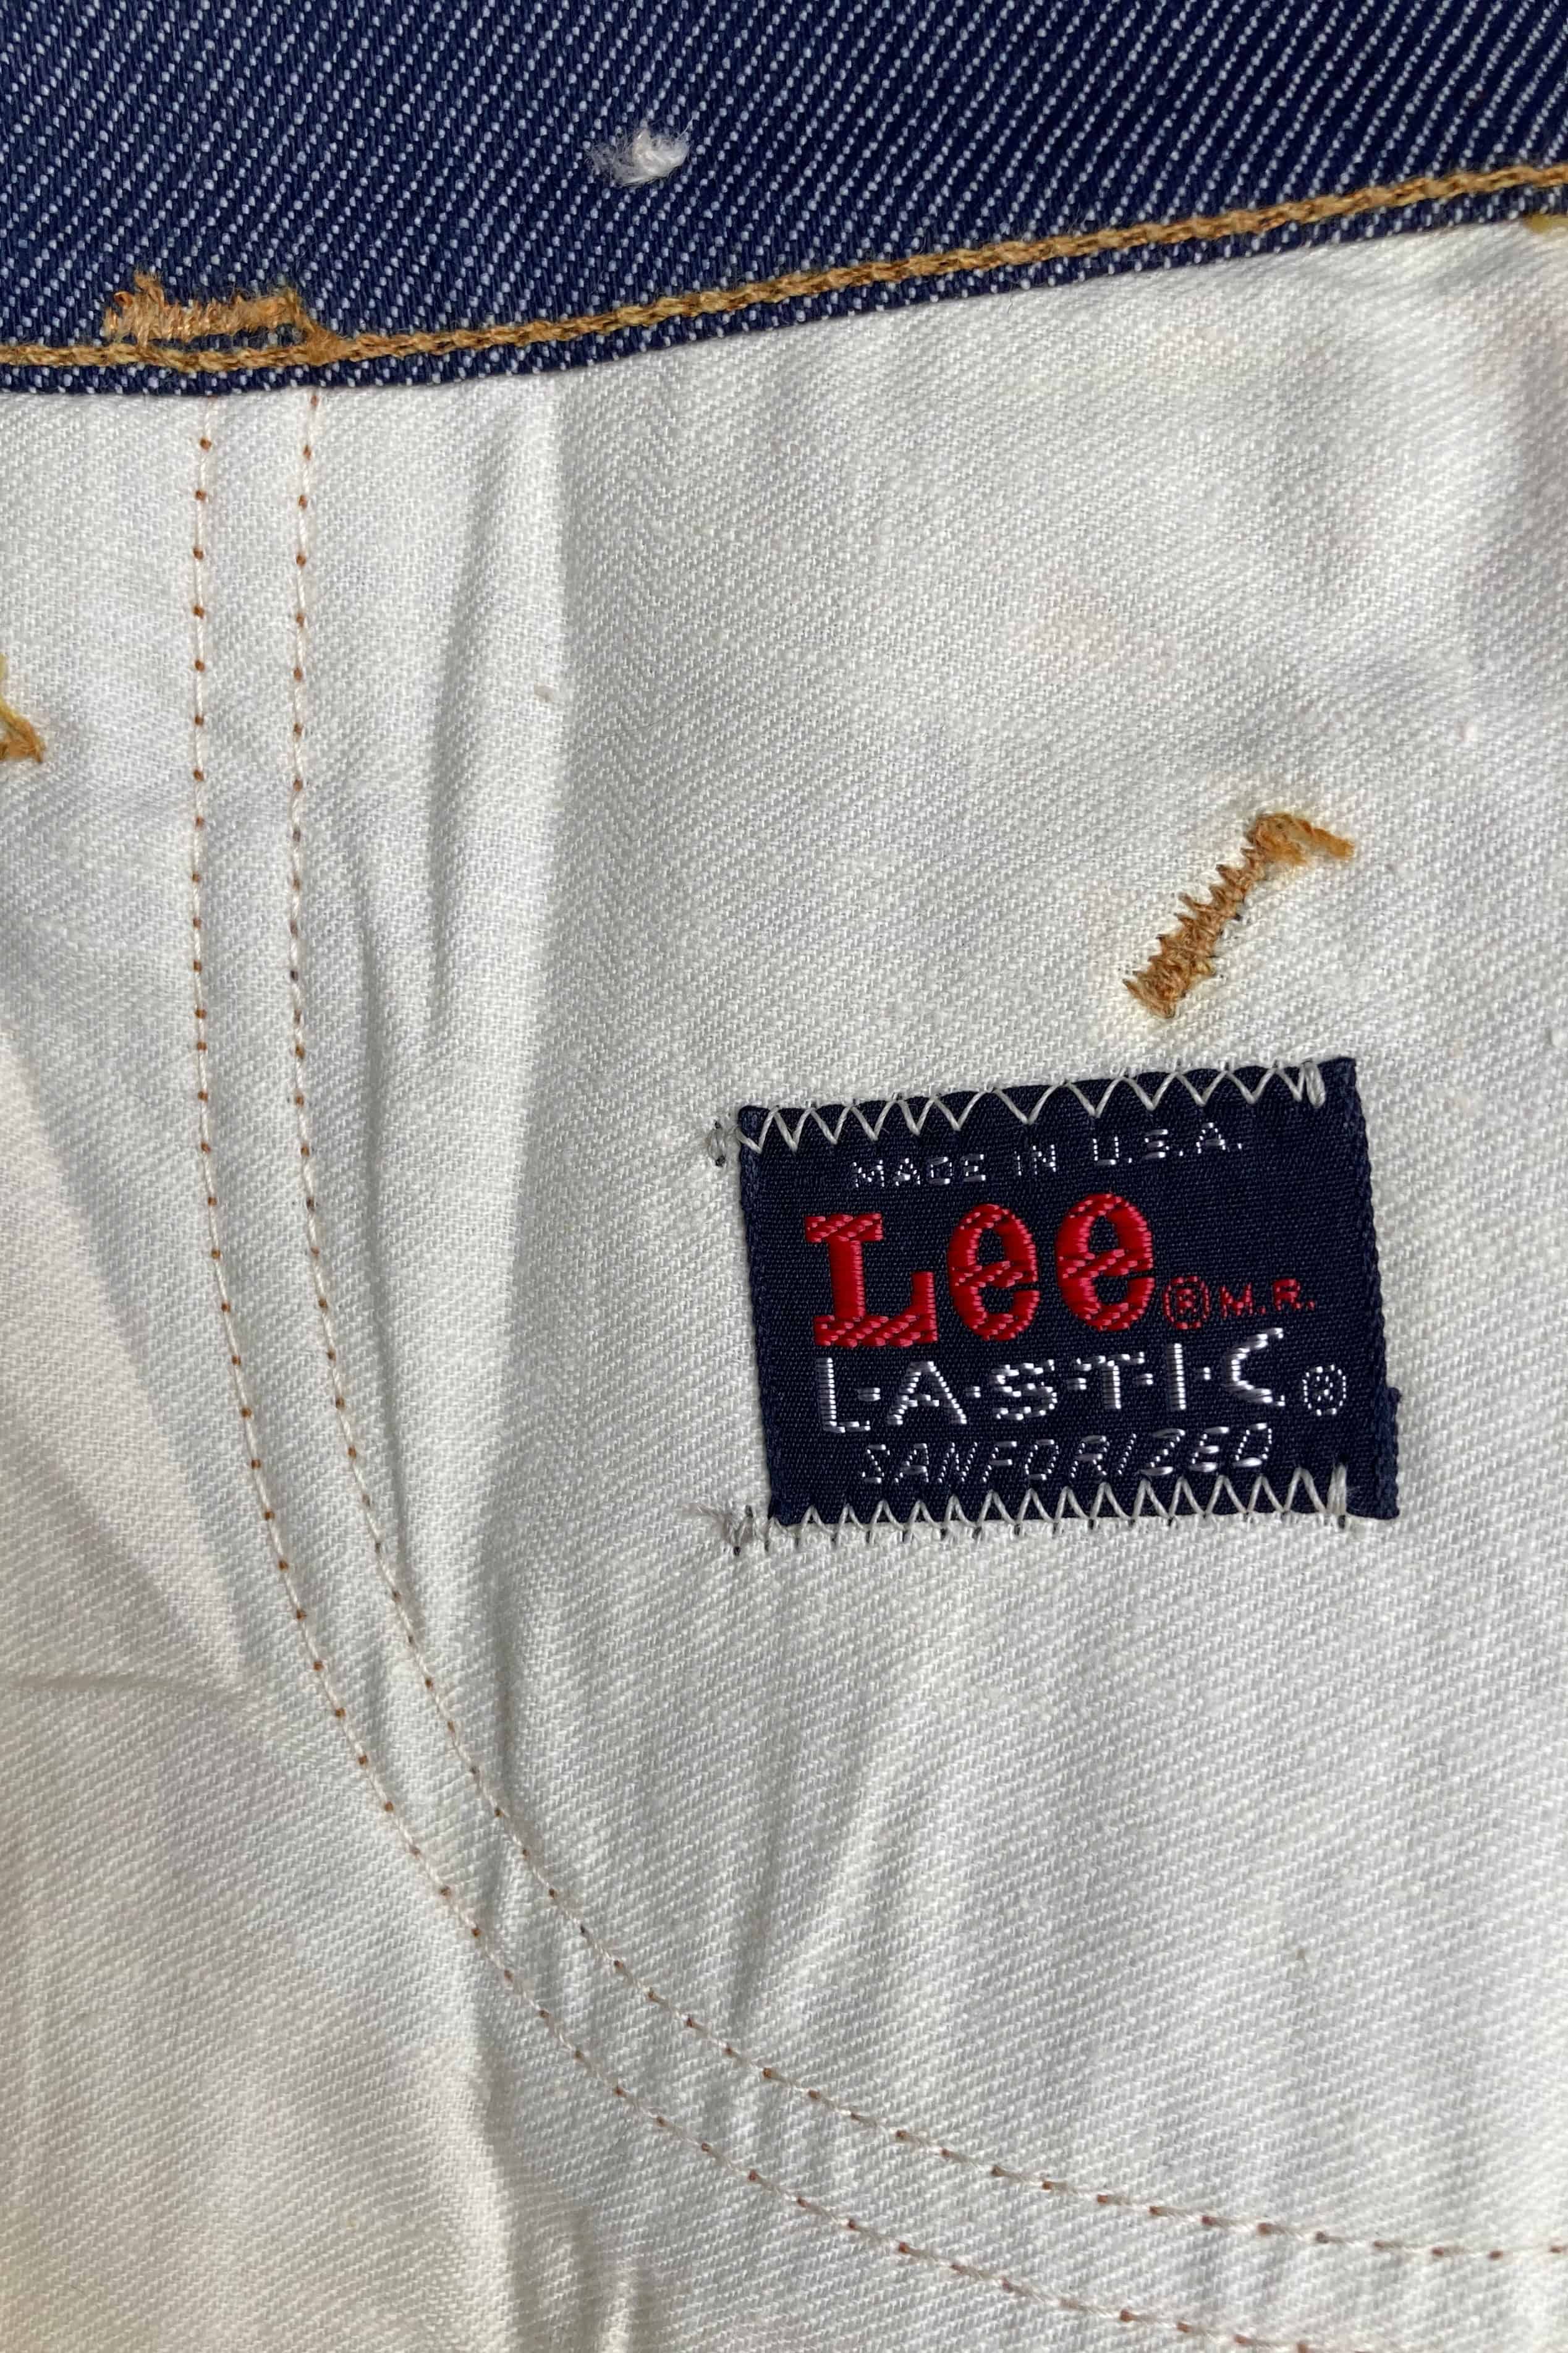 MADE IN U.S.A.
Lee ® M.R.
L·A·S·T·I·C ®
SANFORIZED